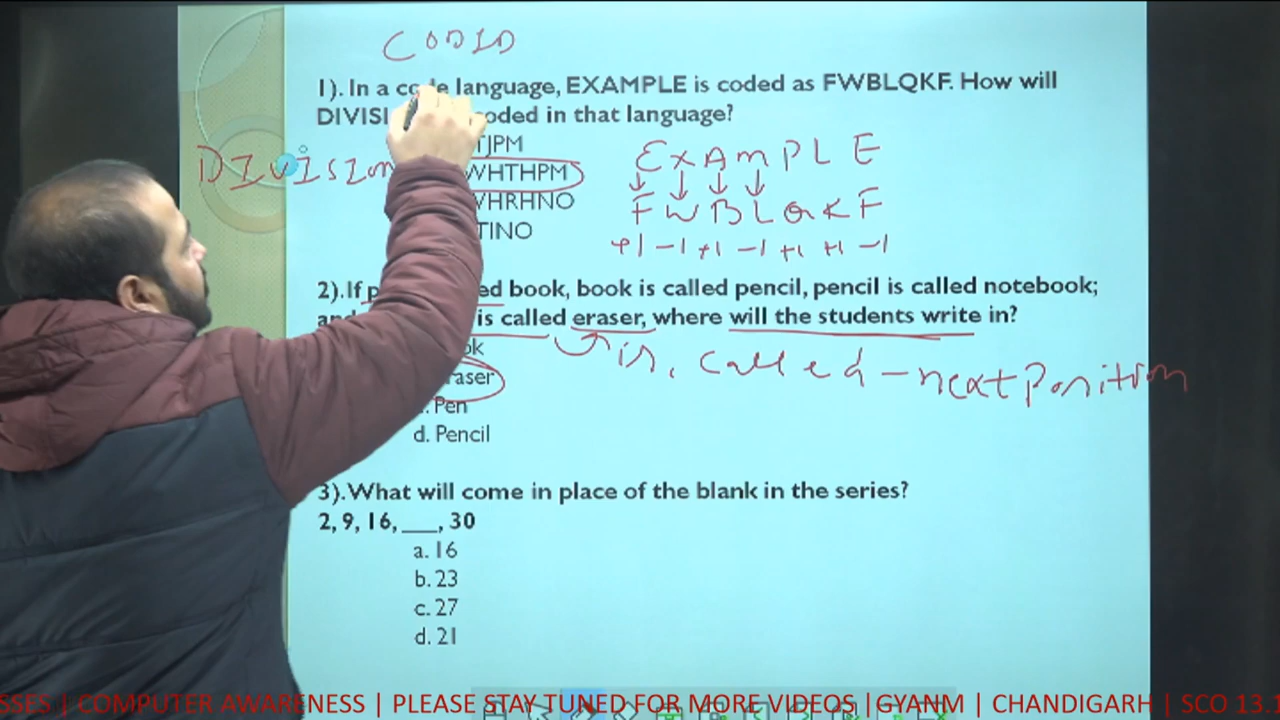 CODID
1). In a code language, EXAMPLE is coded as FWBLQKF. How will
DIVISI oded in that language?
TJPM
DIVISION WHTHPM EXAMPLE
VHRHNO FWBLQKF
TINO +1 -1 +1 -1 +1 +1 -1
2). If p ed book, book is called pencil, pencil is called notebook;
is called eraser, where will the students write in?
ok is, called - next Position
raser
Pen
d. Pencil
3). What will come in place of the blank in the series?
2, 9, 16, ___, 30
a. 16
b. 23
c. 27
d. 21
SSES | COMPUTER AWARENESS | PLEASE STAY TUNED FOR MORE VIDEOS |GYANM | CHANDIGARH | SCO 13.1